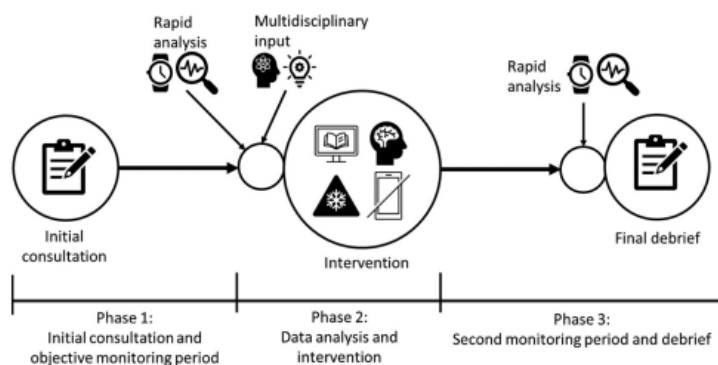 Rapid
analysis
Multidisciplinary
input
Rapid
analysis
Initial
consultation
Intervention
Final debrief
Phase 1:
Initial consultation and
objective monitoring period
Phase 2:
Data analysis and
intervention
Phase 3:
Second monitoring period and debrief